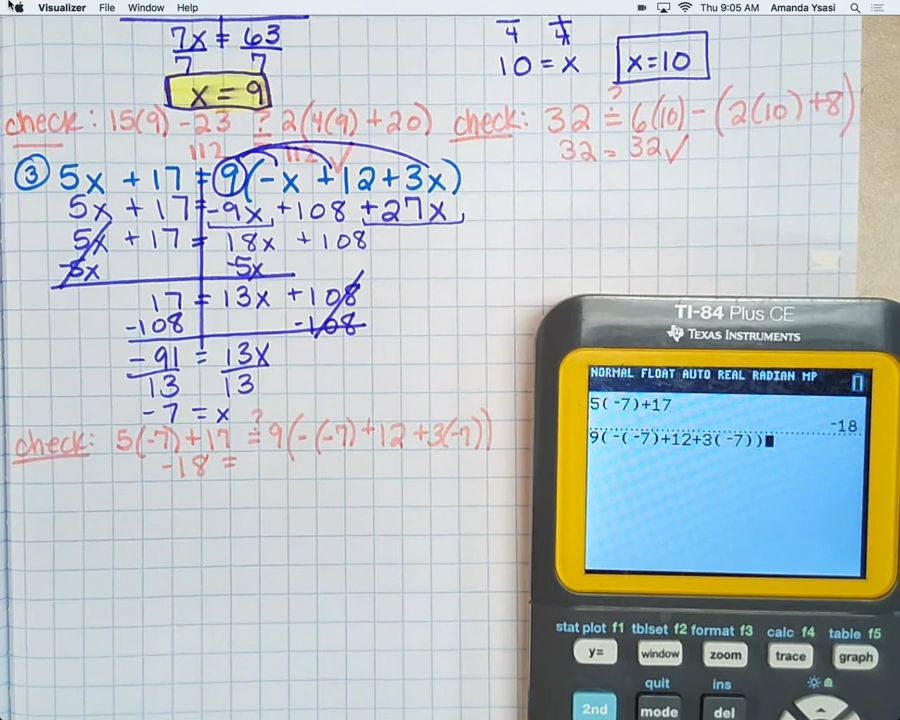 Visualizer File Window Help Thu 9:05 AM Amanda Ysasi
7x = 63
7 7
x = 9
4 4
10 = x x=10
check: 15(9) -23 ≟ 2(4(9) +20)
112 112 ✓
check: 32 ≟ 6(10) - (2(10) +8)
32 = 32 ✓
③ 5x + 17 = 9(-x + 12 + 3x)
5x + 17 = -9x +108 +27x
5x + 17 = 18x + 108
-5x -5x
17 = 13x + 108
-108 -108
-91 = 13x
13 13
-7 = x
check: 5(-7) + 17 ≟ 9(-(-7) + 12 + 3(-7))
-18 =
TI-84 Plus CE
TEXAS INSTRUMENTS
NORMAL FLOAT AUTO REAL RADIAN MP
5(-7)+17
-18
9(-(-7)+12+3(-7))
stat plot f1 tblset f2 format f3 calc f4 table f5
y= window zoom trace graph
quit ins
2nd mode del